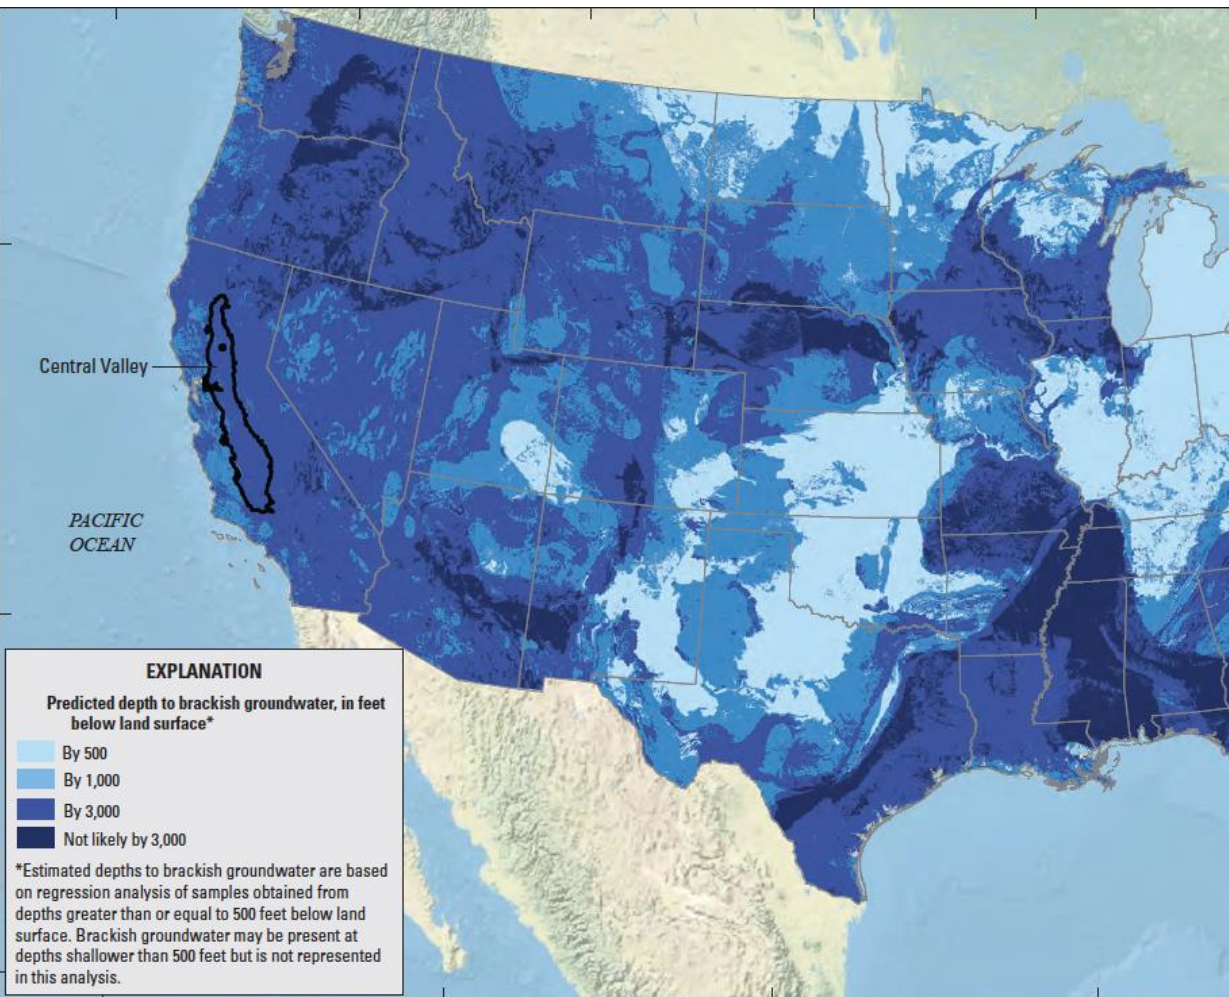 Central Valley
PACIFIC
OCEAN
EXPLANATION
Predicted depth to brackish groundwater, in feet
below land surface*
By 500
By 1,000
By 3,000
Not likely by 3,000
*Estimated depths to brackish groundwater are based
on regression analysis of samples obtained from
depths greater than or equal to 500 feet below land
surface. Brackish groundwater may be present at
depths shallower than 500 feet but is not represented
in this analysis.